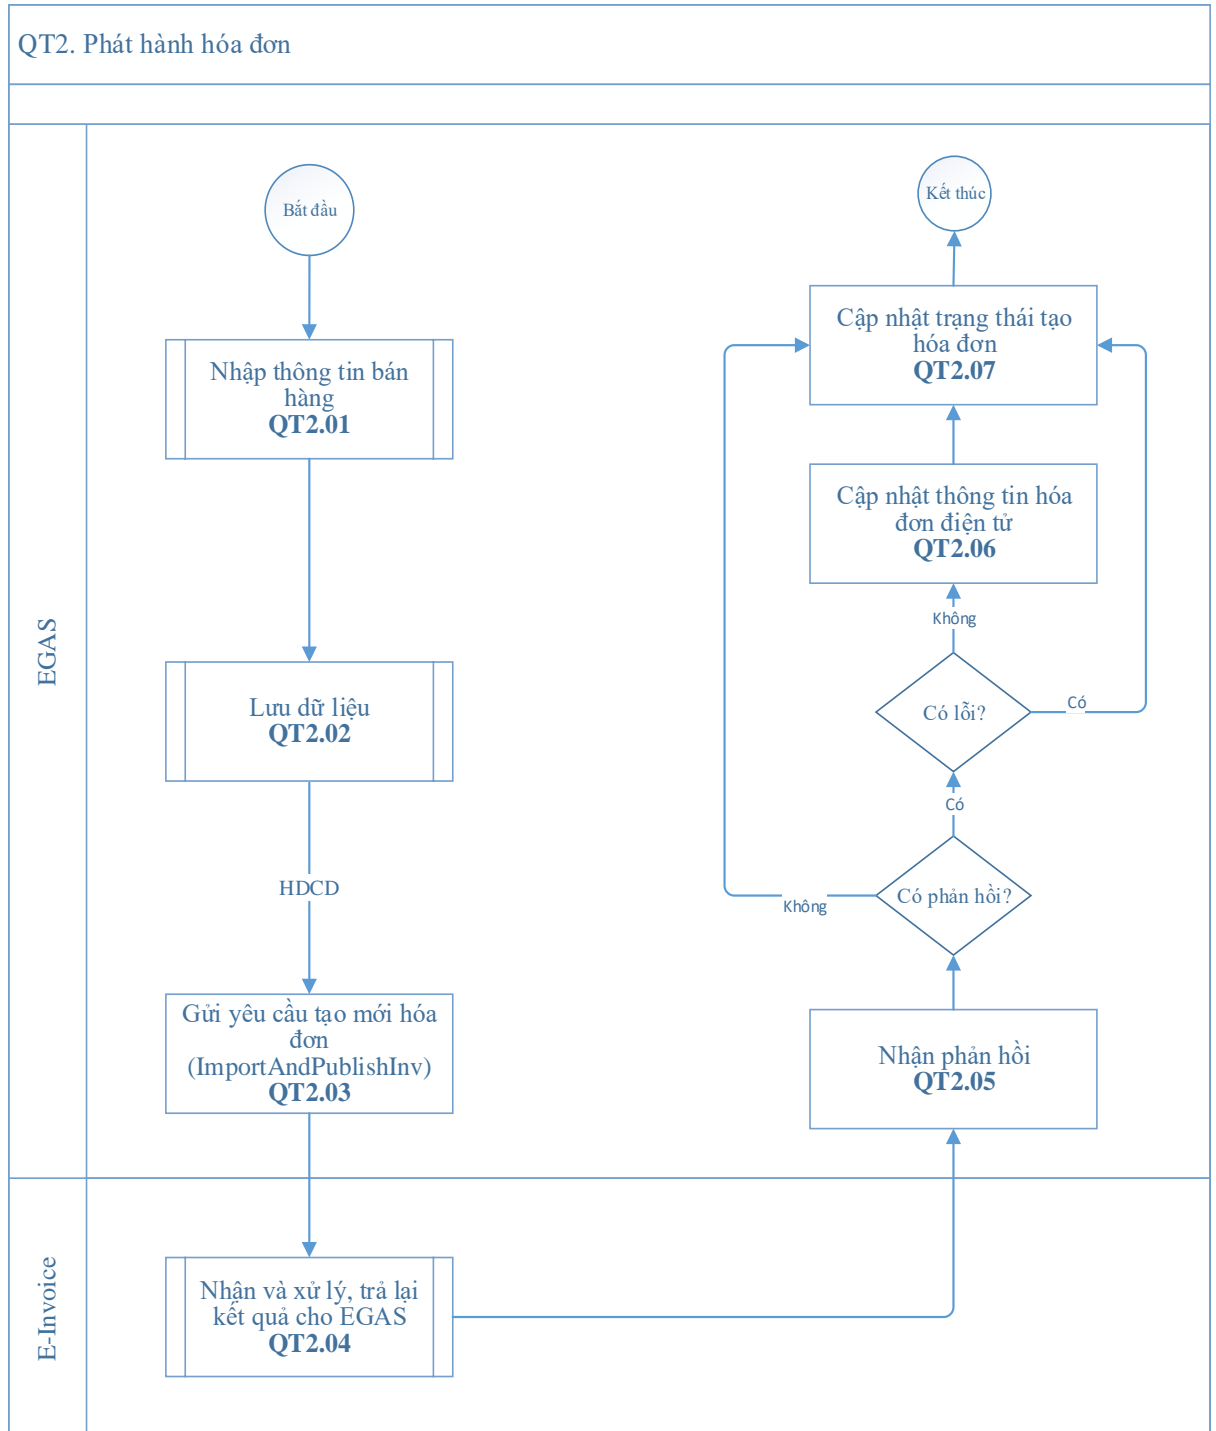 QT2. Phát hành hóa đơn
EGAS
Bắt đầu
Nhập thông tin bán
hàng
QT2.01
Lưu dữ liệu
QT2.02
HDCD
Gửi yêu cầu tạo mới hóa
đơn
(ImportAndPublishInv)
QT2.03
Kết thúc
Cập nhật trạng thái tạo
hóa đơn
QT2.07
Cập nhật thông tin hóa
đơn điện tử
QT2.06
Không
Có lỗi?
Có
Có
Có phản hồi?
Không
Nhận phản hồi
QT2.05
E-Invoice
Nhận và xử lý, trả lại
kết quả cho EGAS
QT2.04